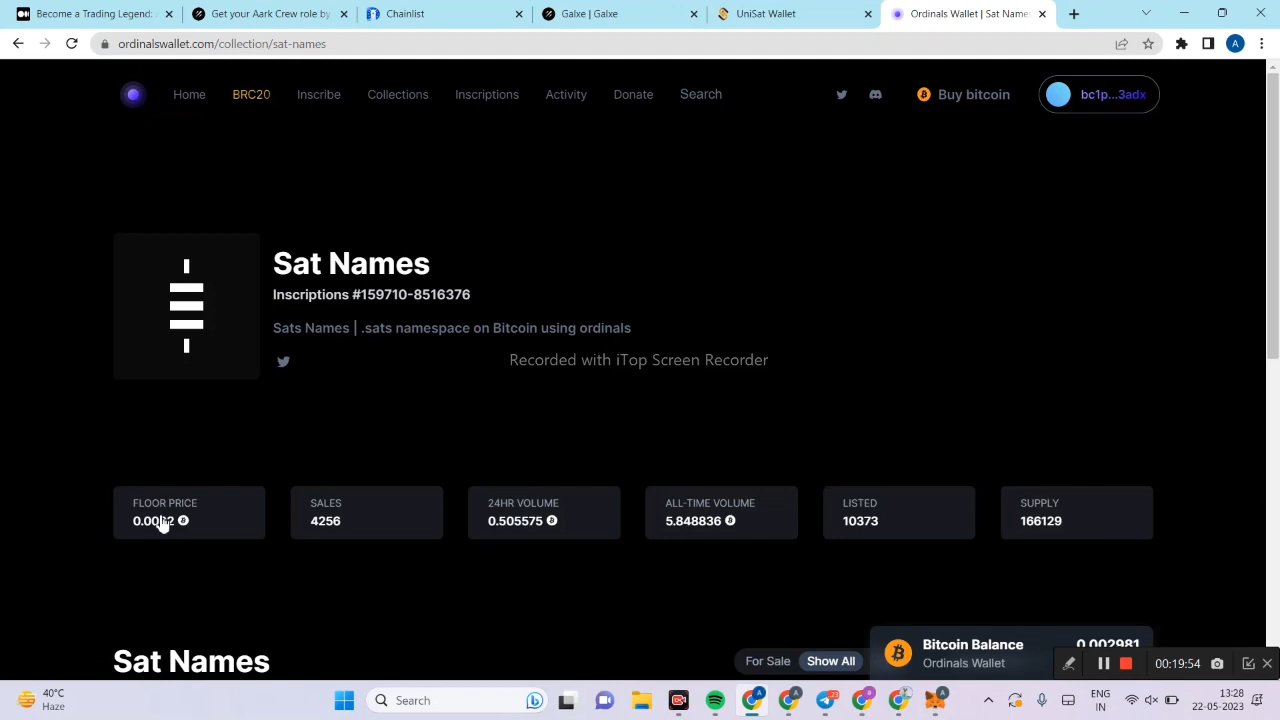 Become a Trading Legend:
Get your Ark Crew role by
Chainlist
Galxe | Galxe
UniSat Wallet
Ordinals Wallet | Sat Name
ordinalswallet.com/collection/sat-names
A
Home
BRC20
Inscribe
Collections
Inscriptions
Activity
Donate
Search
Buy bitcoin
bc1p...3adx
Sat Names
Inscriptions #159710-8516376
Sats Names | .sats namespace on Bitcoin using ordinals
Recorded with iTop Screen Recorder
FLOOR PRICE
SALES
24HR VOLUME
ALL-TIME VOLUME
LISTED
SUPPLY
4256
0.505575
5.848836
10373
166129
Sat Names
For Sale
Show All
Bitcoin Balance
0.002981
Ordinals Wallet
00:19:54
40°C
Haze
Search
23
ENG
IN
13:28
22-05-2023